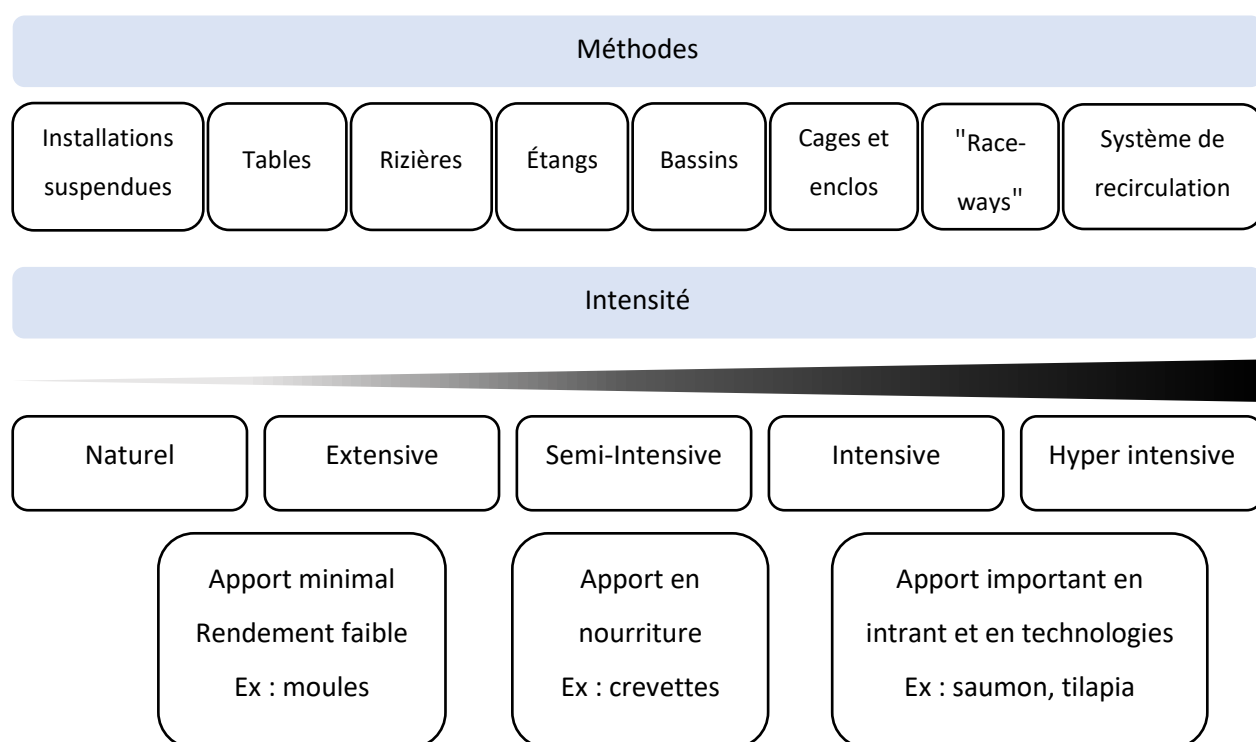 Méthodes
Installations
suspendues
Tables
Rizières
Étangs
Bassins
Cages et
enclos
"Race-
ways"
Système de
recirculation
Intensité
Naturel
Extensive
Semi-Intensive
Intensive
Hyper intensive
Apport minimal
Rendement faible
Ex : moules
Apport en
nourriture
Ex : crevettes
Apport important en
intrant et en technologies
Ex : saumon, tilapia